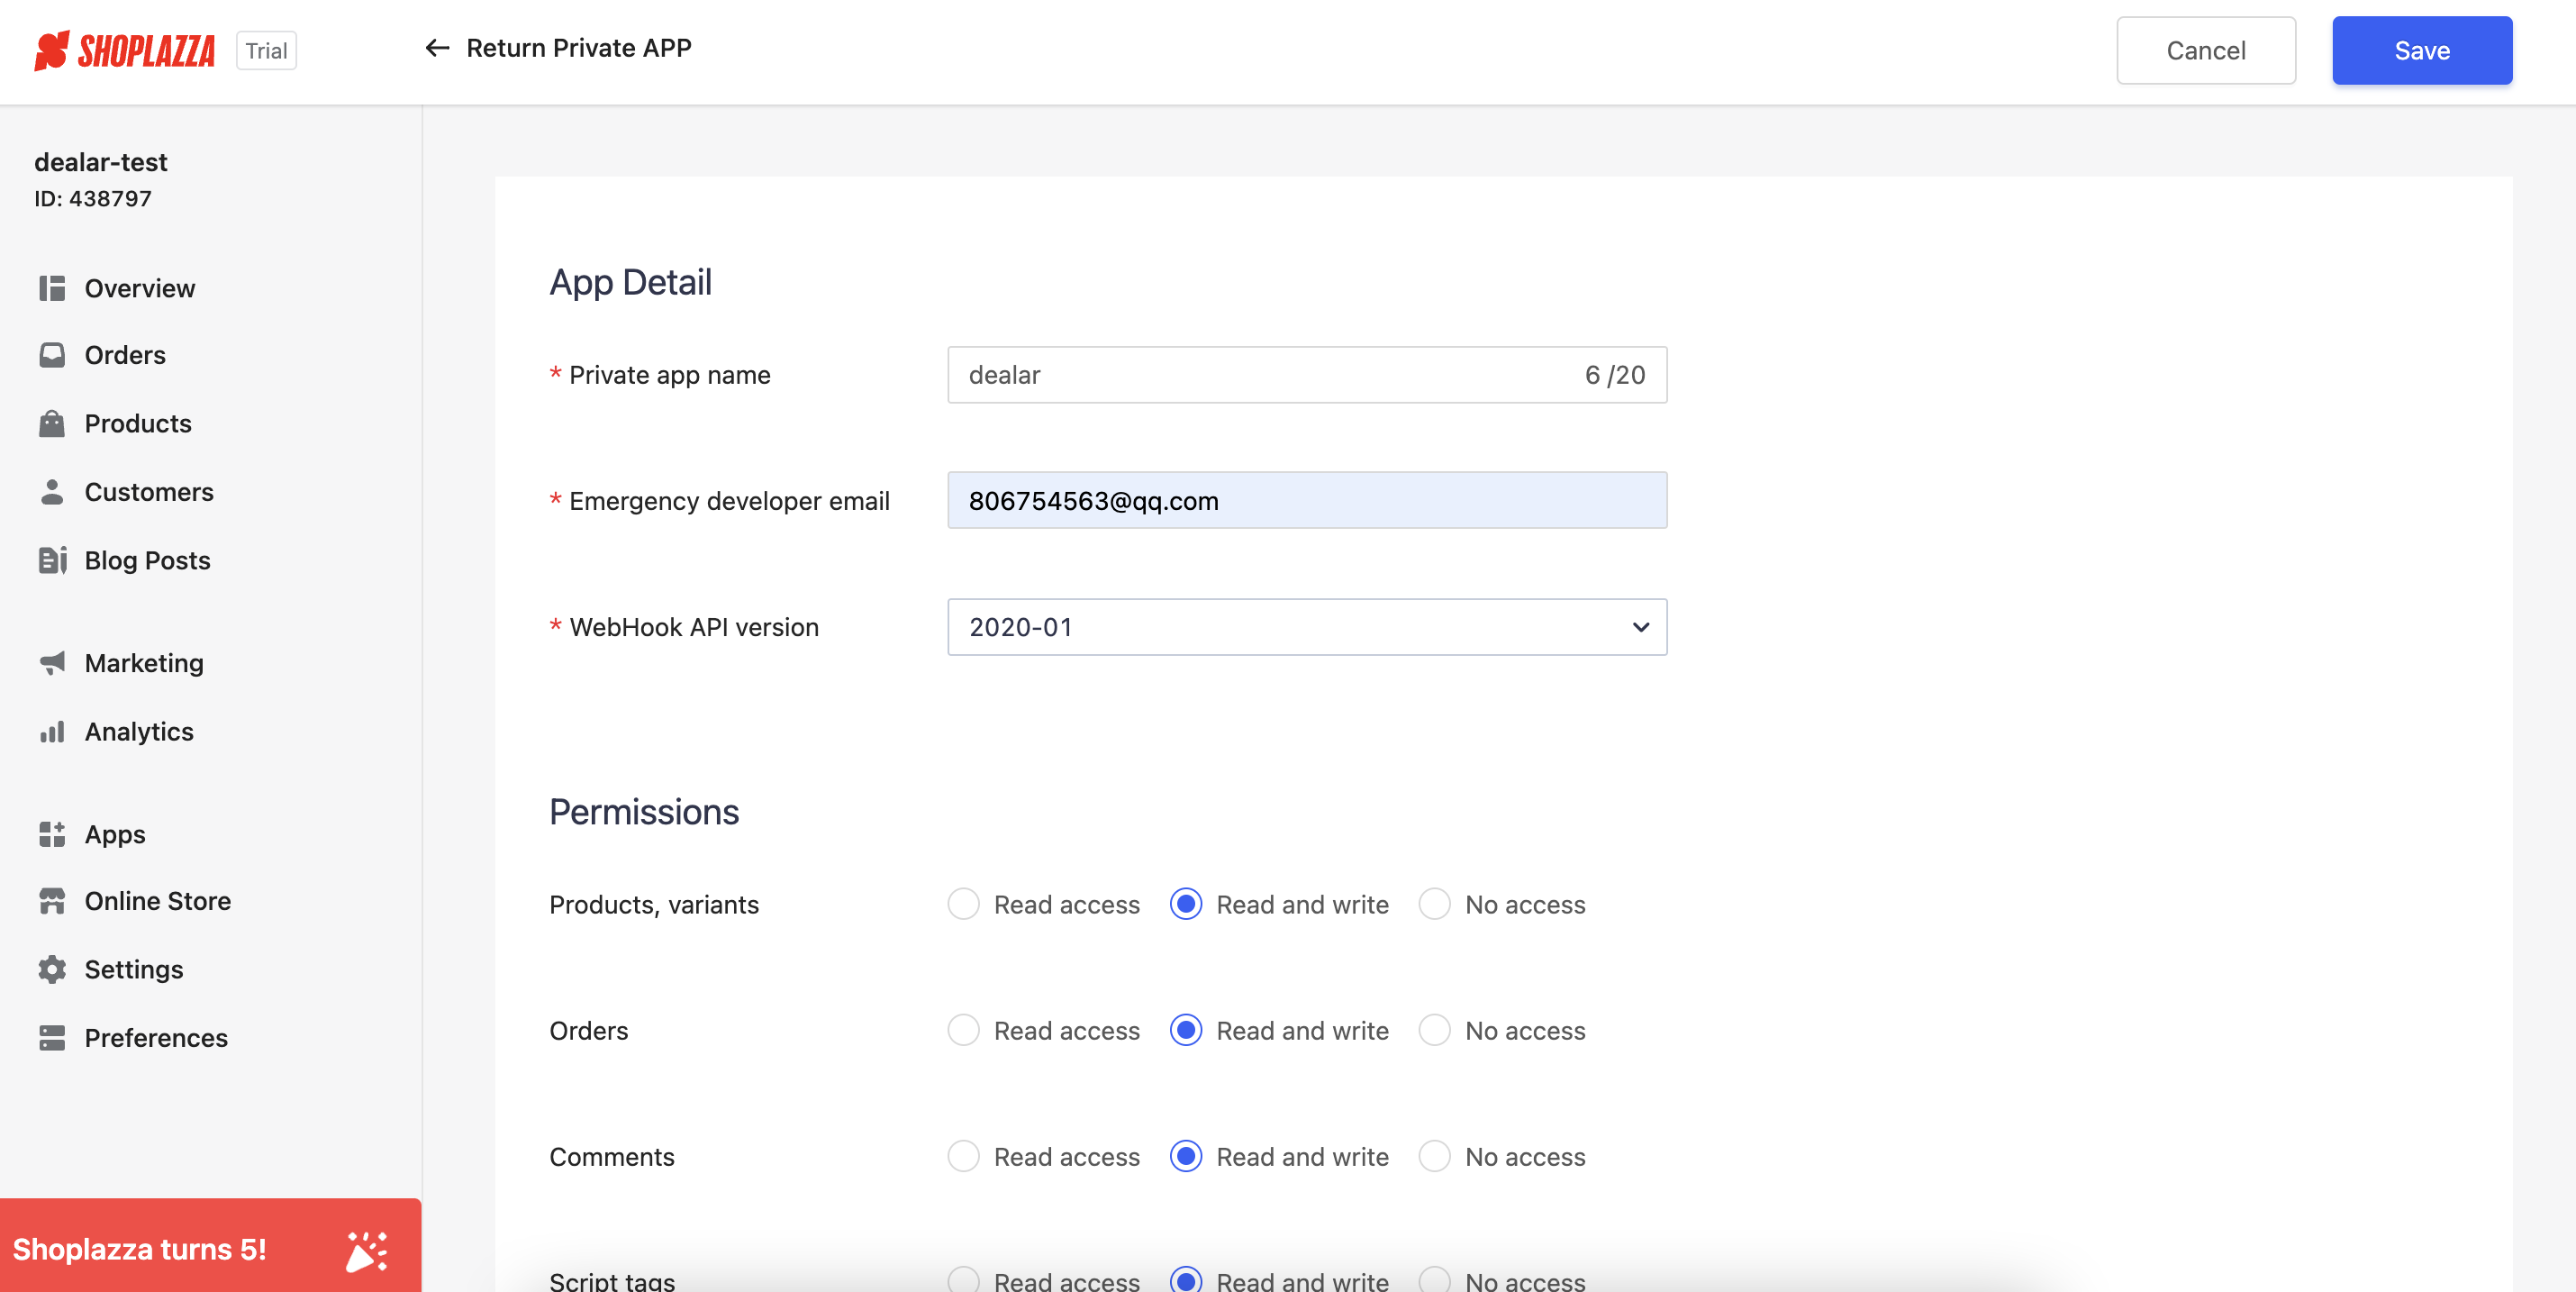 SHOPLAZZA Trial
← Return Private APP
Cancel
Save
dealar-test
ID: 438797
Overview
Orders
Products
Customers
Blog Posts
Marketing
Analytics
Apps
Online Store
Settings
Preferences
Shoplazza turns 5!
App Detail
* Private app name
dealar
6 /20
* Emergency developer email
806754563@qq.com
* WebHook API version
2020-01
Permissions
Products, variants
Read access Read and write No access
Orders
Read access Read and write No access
Comments
Read access Read and write No access
Script tags
Read access Read and write No access